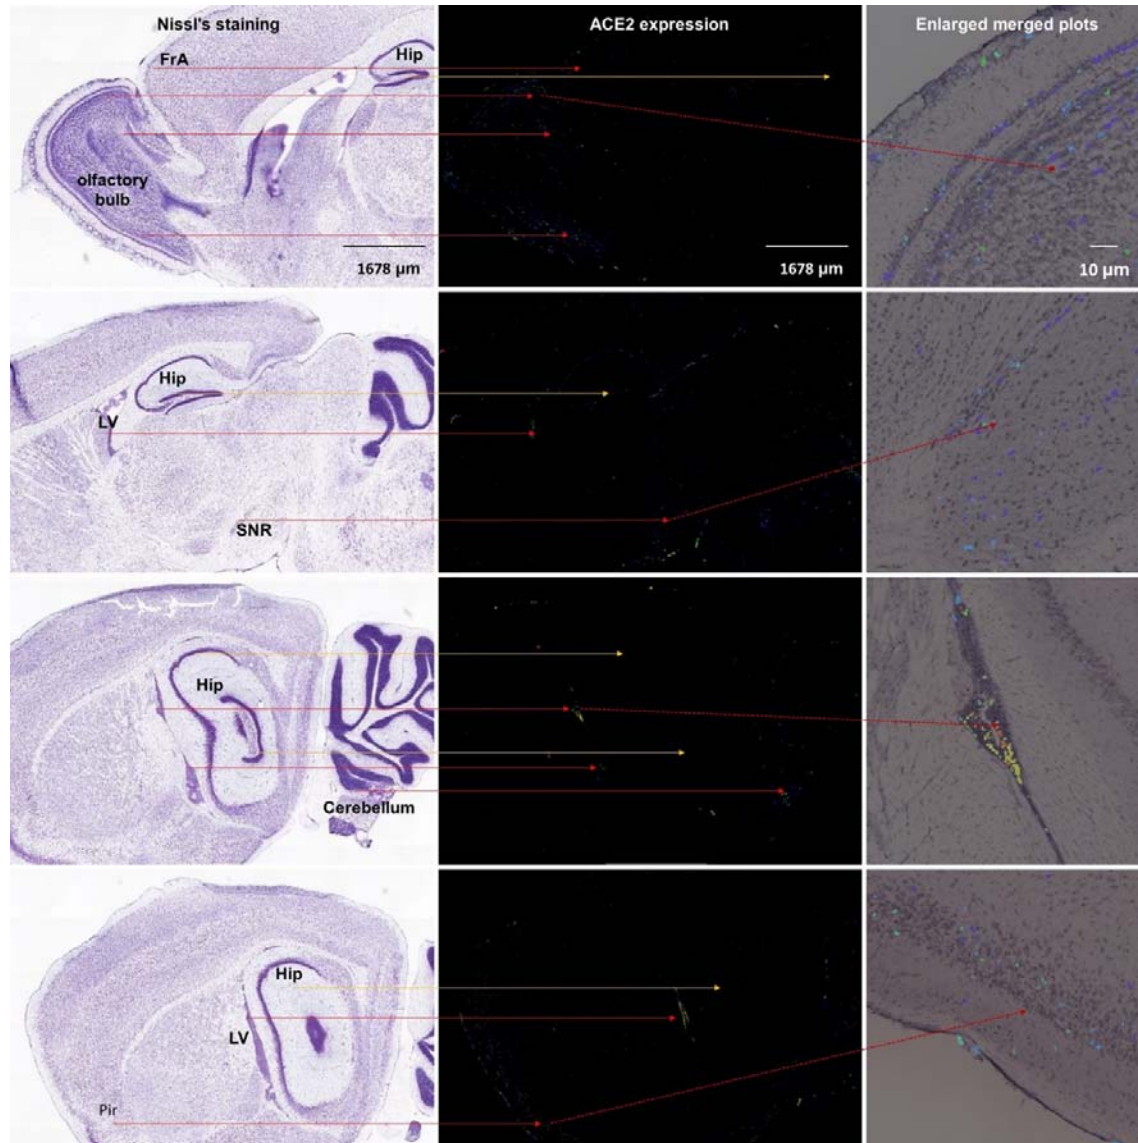 Nissl's staining
ACE2 expression
Enlarged merged plots
FrA
Hip
olfactory
bulb
1678 µm
1678 µm
10 µm
Hip
LV
SNR
Hip
Cerebellum
Hip
LV
Pir